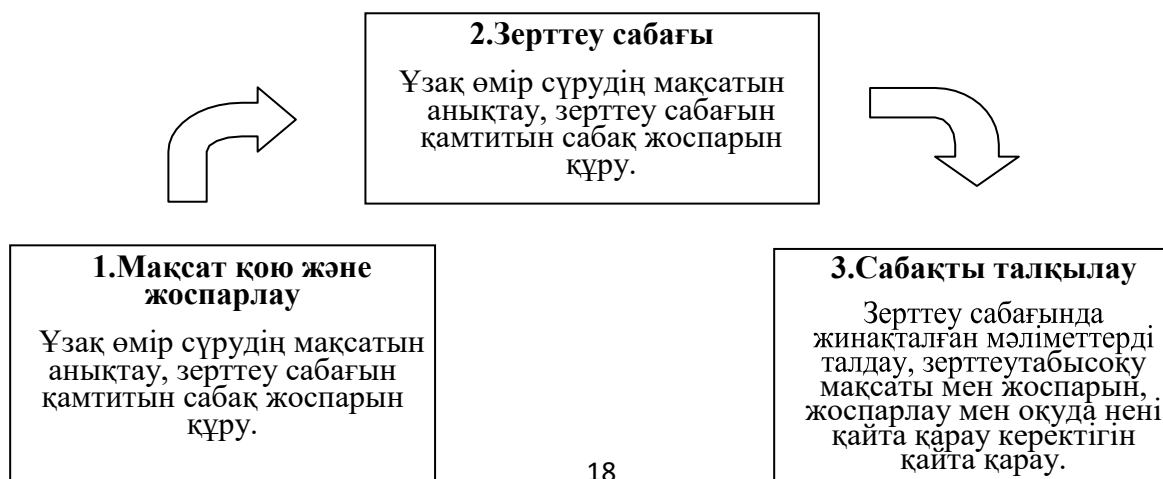 2.Зерттеу сабағы
Ұзақ өмір сүрудің мақсатын
анықтау, зерттеу сабағын
қамтитын сабақ жоспарын
құру.
1.Мақсат қою және
жоспарлау
Ұзақ өмір сүрудің мақсатын
анықтау, зерттеу сабағын
қамтитын сабақ жоспарын
құру.
3.Сабақты талқылау
Зерттеу сабағында
жинақталған мәліметтерді
талдау, зерттеутабысоқу
мақсаты мен жоспарын,
жоспарлау мен оқуда нені
қайта қарау керектігін
қайта қарау.
18